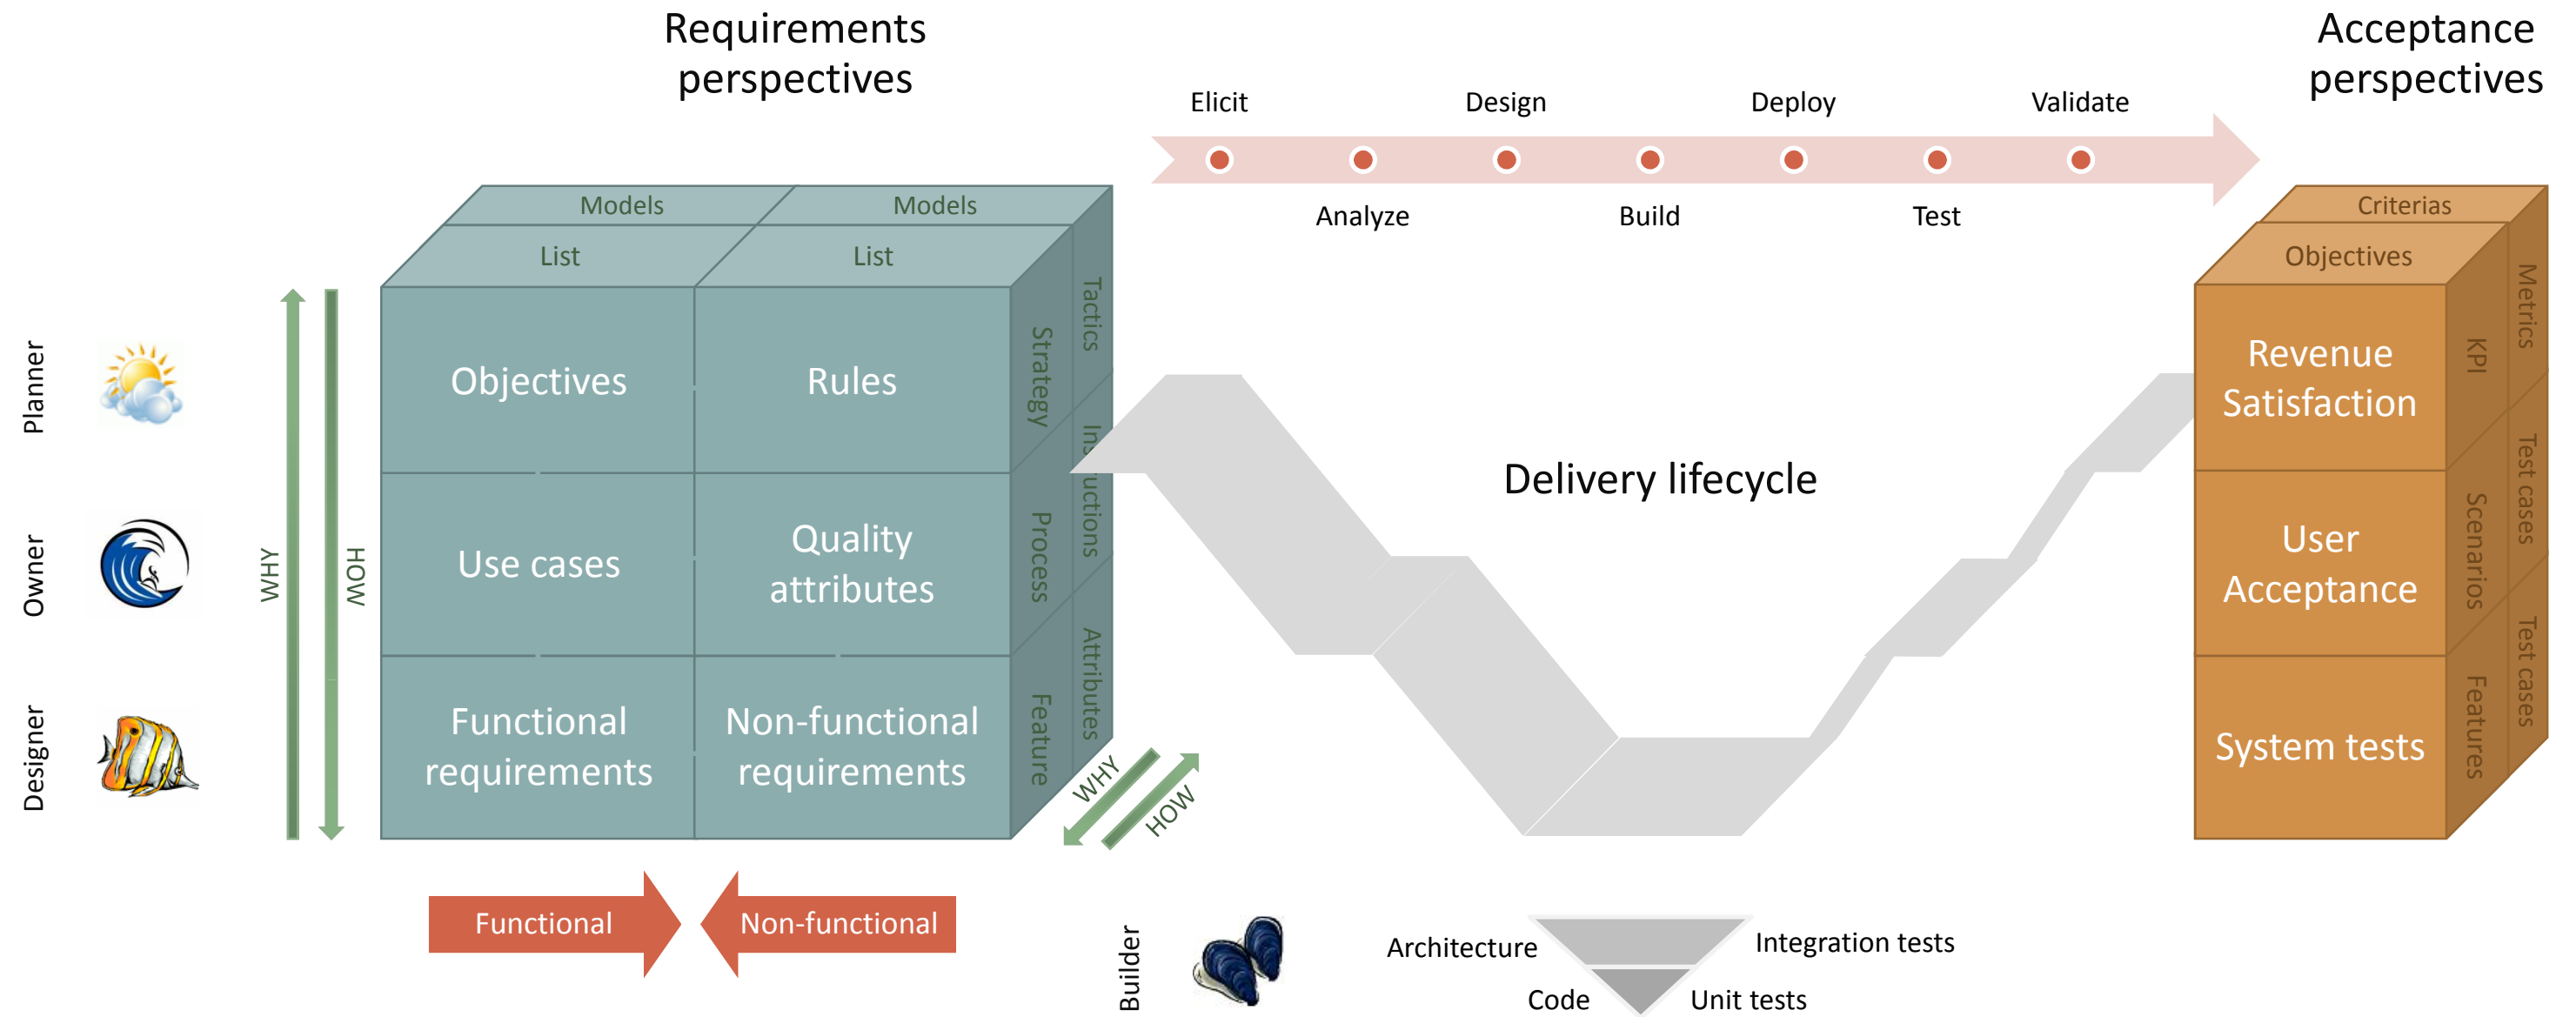 Requirements
perspectives
Acceptance
perspectives
Elicit
Design
Deploy
Validate
Analyze
Build
Test
Models
Models
List
List
Criterias
Objectives
Planner
Owner
Designer
WHY
HOW
Objectives
Rules
Use cases
Quality
attributes
Functional
requirements
Non-functional
requirements
Strategy
Process
Feature
Tactics
Attributes
WHY
HOW
Delivery lifecycle
Revenue
Satisfaction
User
Acceptance
System tests
KPI
Scenarios
Features
Metrics
Test cases
Test cases
Functional
Non-functional
Builder
Architecture
Integration tests
Code
Unit tests